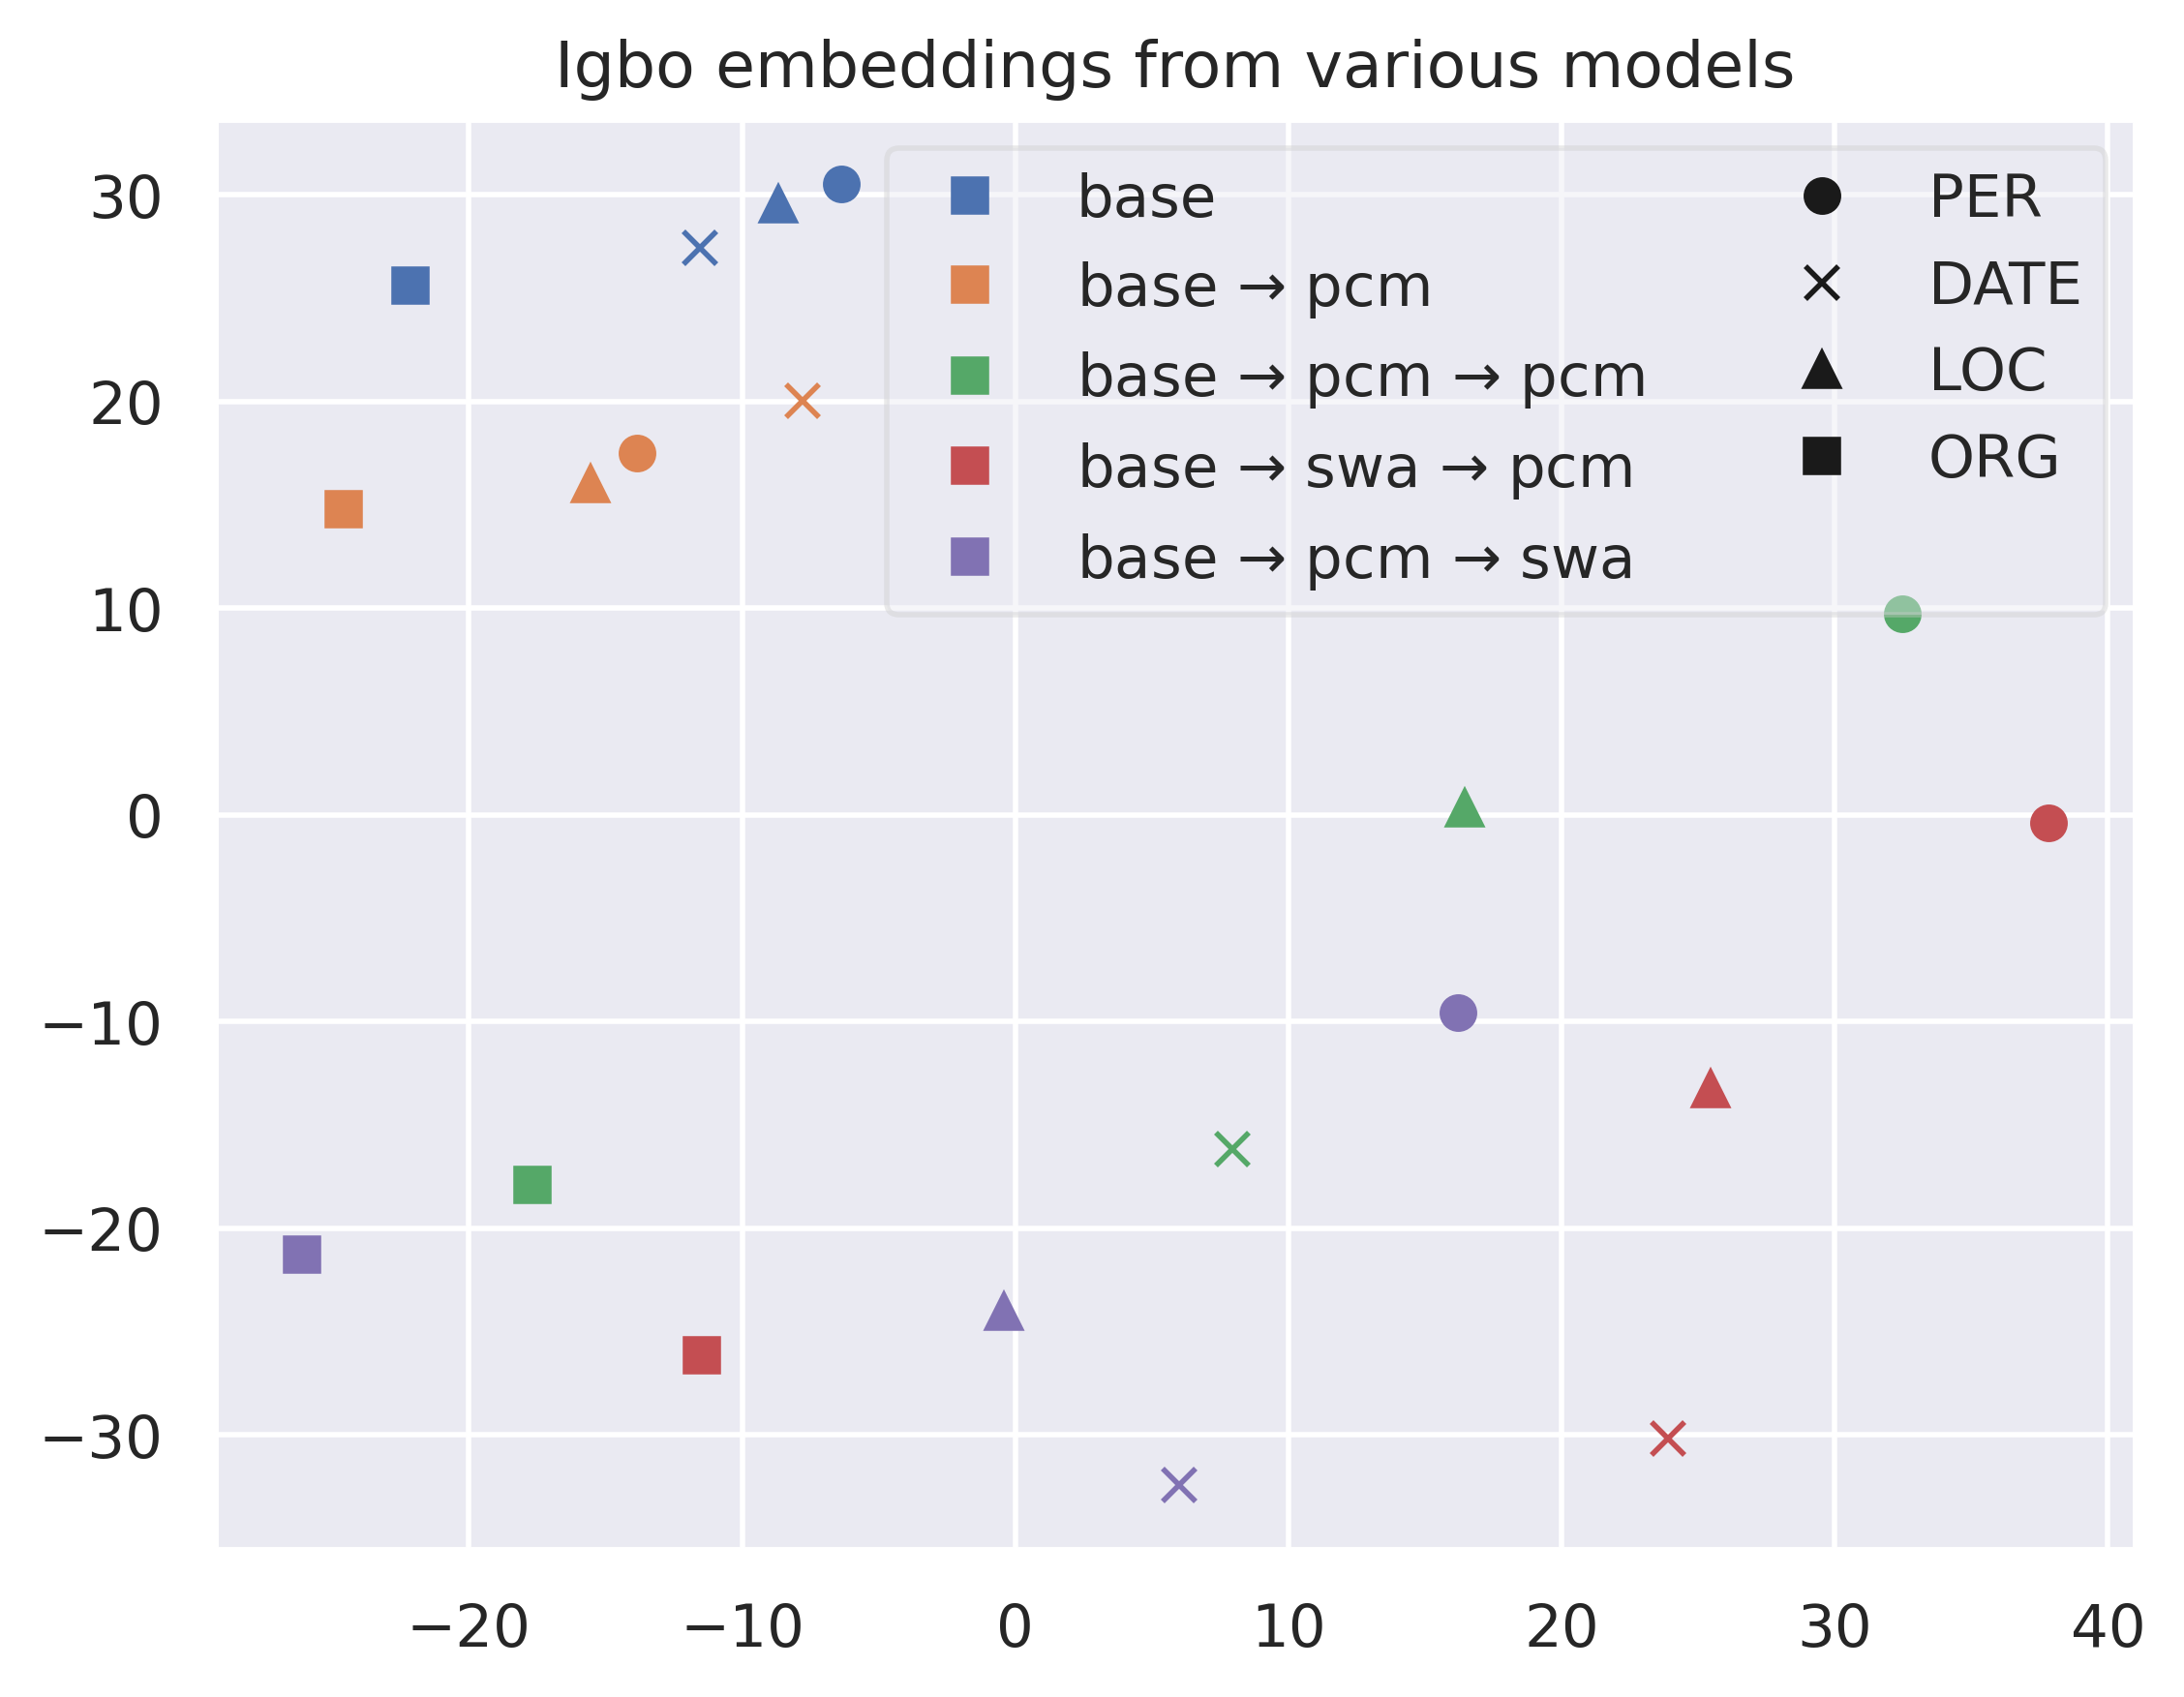 Igbo embeddings from various models
30
20
10
0
−10
−20
−30
base
base → pcm
base → pcm → pcm
base → swa → pcm
base → pcm → swa
PER
DATE
LOC
ORG
−20 −10 0 10 20 30 40